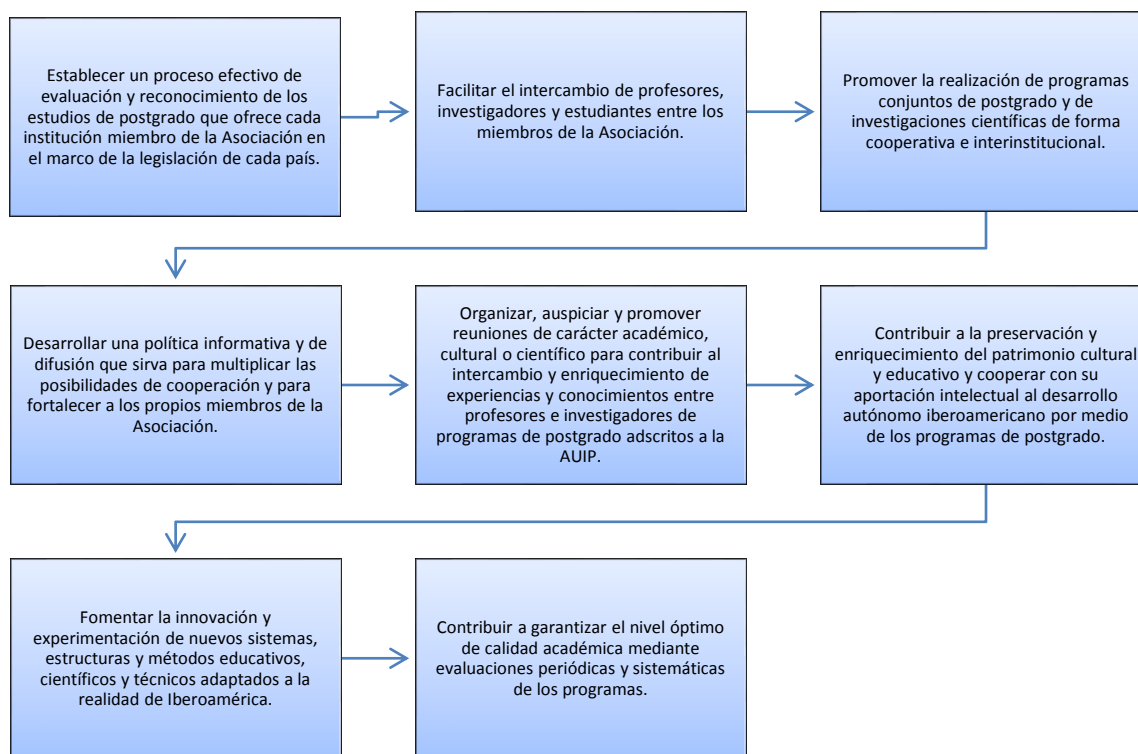 Establecer un proceso efectivo de
evaluación y reconocimiento de los
estudios de postgrado que ofrece cada
institución miembro de la Asociación en
el marco de la legislación de cada país.
Facilitar el intercambio de profesores,
investigadores y estudiantes entre los
miembros de la Asociación.
Promover la realización de programas
conjuntos de postgrado y de
investigaciones científicas de forma
cooperativa e interinstitucional.
Desarrollar una política informativa y de
difusión que sirva para multiplicar las
posibilidades de cooperación y para
fortalecer a los propios miembros de la
Asociación.
Organizar, auspiciar y promover
reuniones de carácter académico,
cultural o científico para contribuir al
intercambio y enriquecimiento de
experiencias y conocimientos entre
profesores e investigadores de
programas de postgrado adscritos a la
AUIP.
Contribuir a la preservación y
enriquecimiento del patrimonio cultural
y educativo y cooperar con su
aportación intelectual al desarrollo
autónomo iberoamericano por medio
de los programas de postgrado.
Fomentar la innovación y
experimentación de nuevos sistemas,
estructuras y métodos educativos,
científicos y técnicos adaptados a la
realidad de Iberoamérica.
Contribuir a garantizar el nivel óptimo
de calidad académica mediante
evaluaciones periódicas y sistemáticas
de los programas.